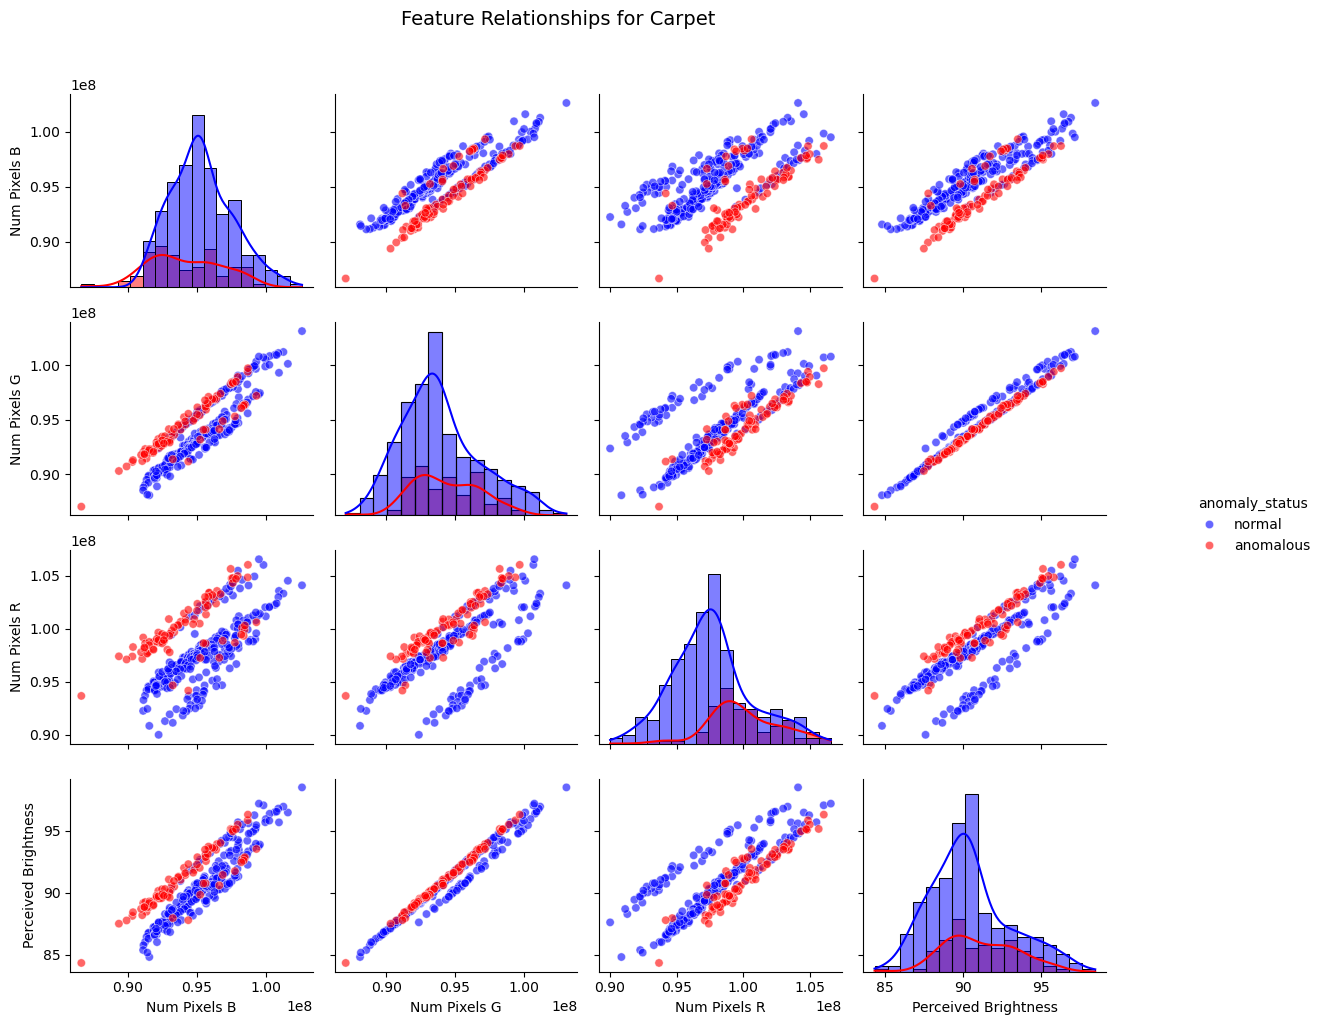 Feature Relationships for Carpet
1e8
Num Pixels B
1.00
0.95
0.90
1e8
Num Pixels G
1.00
0.95
0.90
1e8
Num Pixels R
1.05
1.00
0.95
0.90
Perceived Brightness
95
90
85
0.90 0.95 1.00 1e8
Num Pixels B
0.90 0.95 1.00 1e8
Num Pixels G
0.90 0.95 1.00 1.05 1e8
Num Pixels R
85 90 95
Perceived Brightness
anomaly_status
normal
anomalous